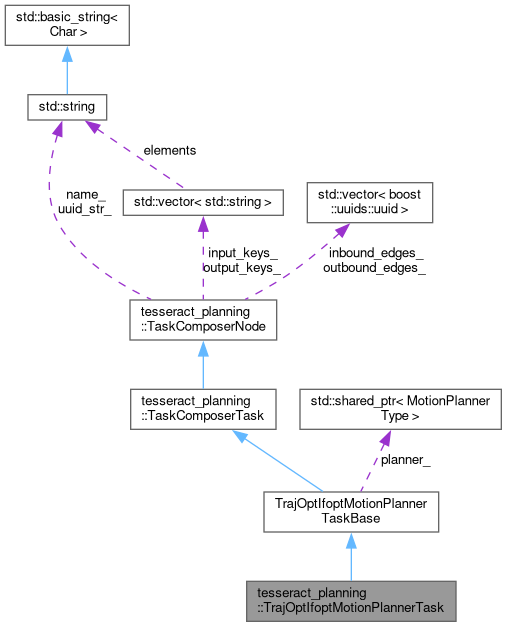 std::basic_string<
Char >
std::string
elements
name_
uuid_str_
std::vector< std::string >
std::vector< boost
::uuids::uuid >
input_keys_
output_keys_
inbound_edges_
outbound_edges_
tesseract_planning
::TaskComposerNode
tesseract_planning
::TaskComposerTask
std::shared_ptr< MotionPlanner
Type >
planner_
TrajOptIfoptMotionPlanner
TaskBase
tesseract_planning
::TrajOptIfoptMotionPlannerTask